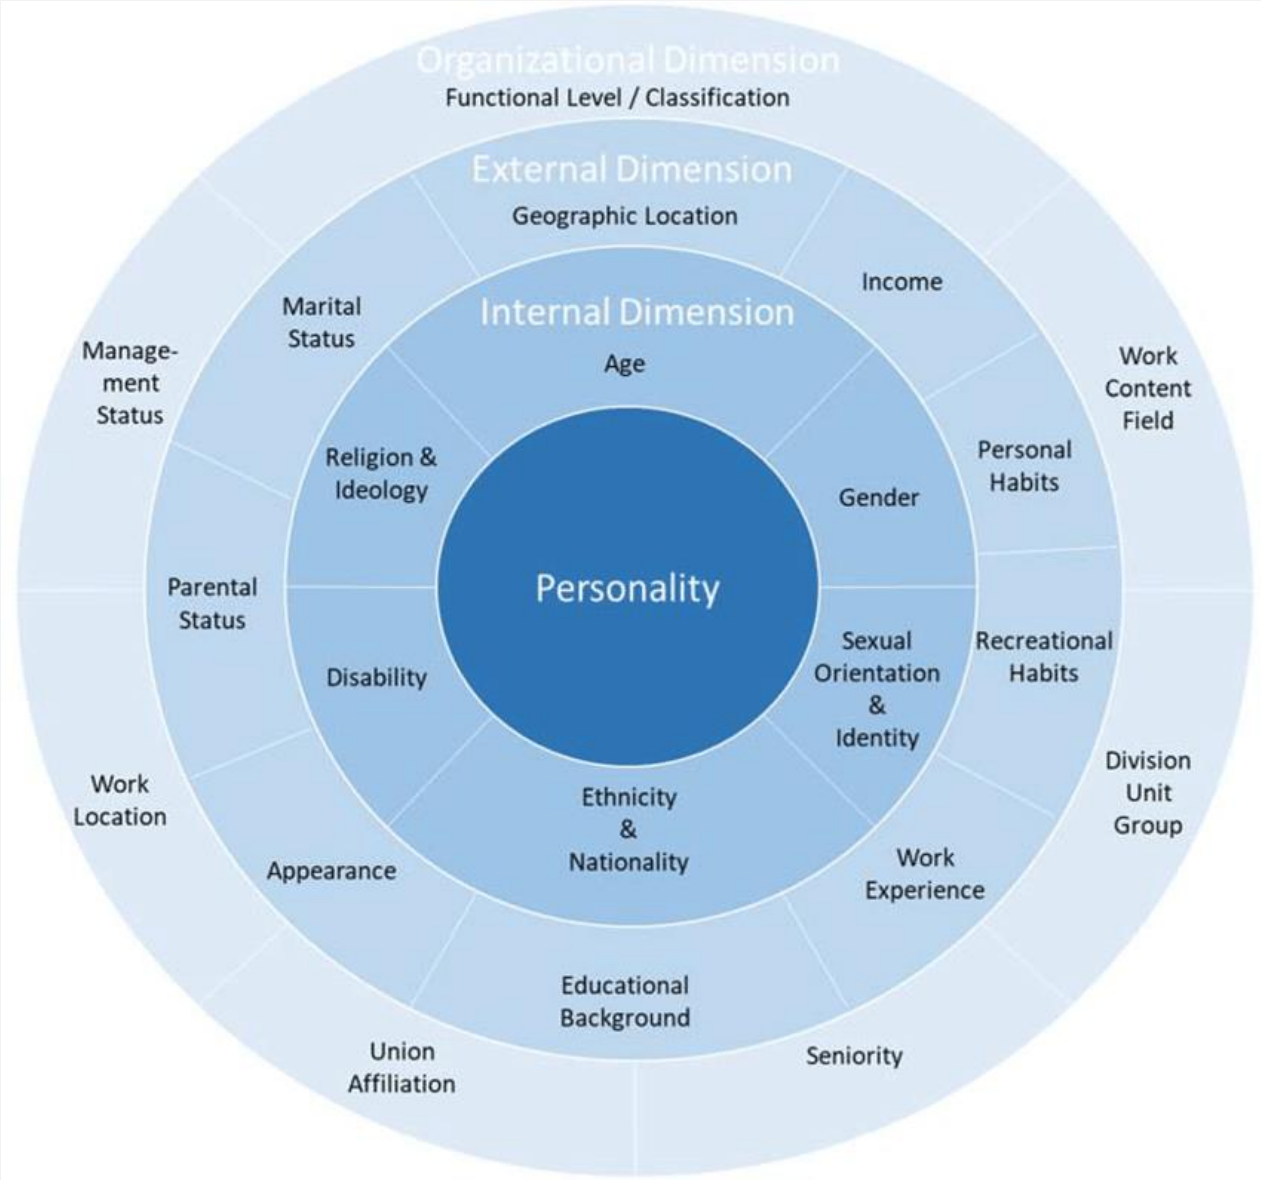 Organizational Dimension
Functional Level / Classification
External Dimension
Geographic Location
Income
Marital
Status
Internal Dimension
Age
Manage-
ment
Status
Work
Content
Field
Religion &
Ideology
Personal
Habits
Gender
Personality
Parental
Status
Disability
Sexual
Orientation
&
Identity
Recreational
Habits
Work
Location
Division
Unit
Group
Ethnicity
&
Nationality
Appearance
Work
Experience
Educational
Background
Union
Affiliation
Seniority